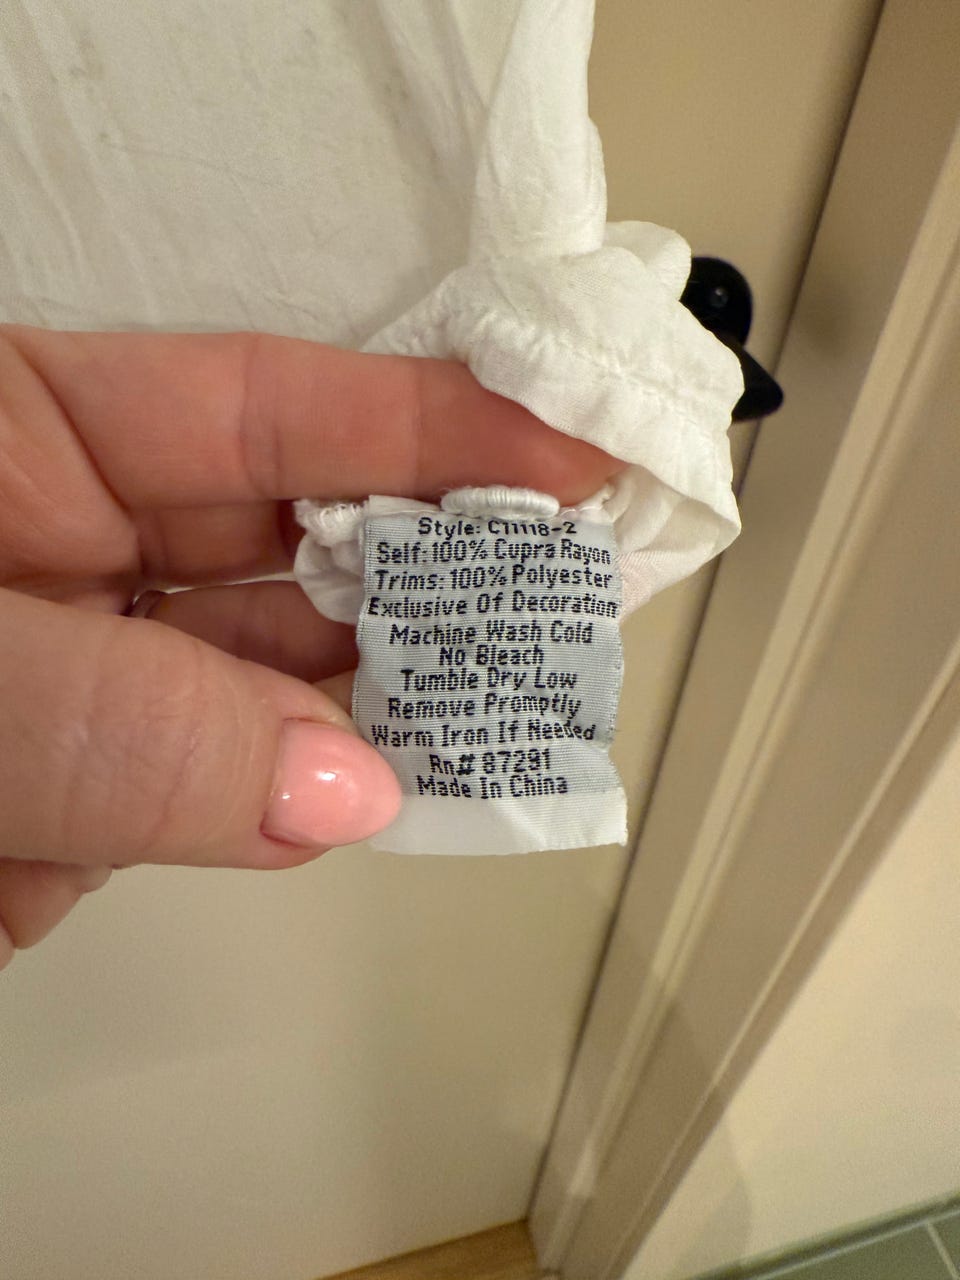 Style: C11118-2
Self: 100% Cupra Rayon
Trims: 100% Polyester
Exclusive Of Decoration
Machine Wash Cold
No Bleach
Tumble Dry Low
Remove Promptly
Warm Iron If Needed
Rn# 87291
Made In China